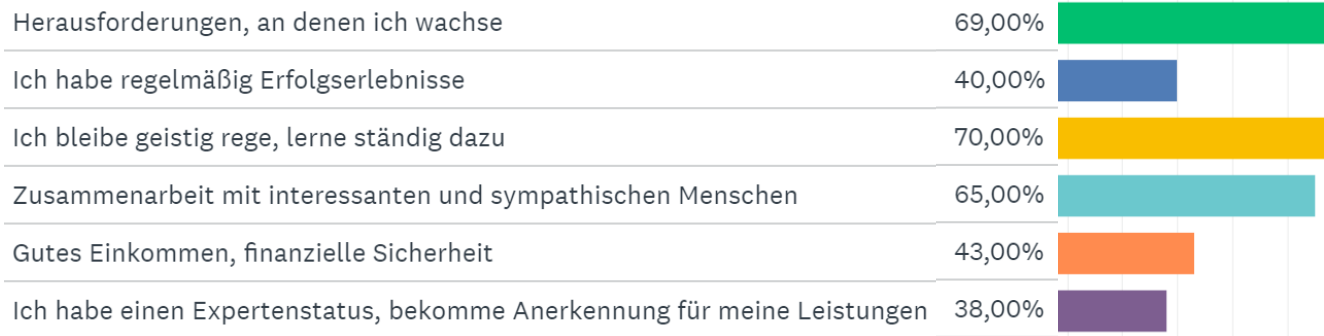 Herausforderungen, an denen ich wachse 69,00%
Ich habe regelmäßig Erfolgserlebnisse 40,00%
Ich bleibe geistig rege, lerne ständig dazu 70,00%
Zusammenarbeit mit interessanten und sympathischen Menschen 65,00%
Gutes Einkommen, finanzielle Sicherheit 43,00%
Ich habe einen Expertenstatus, bekomme Anerkennung für meine Leistungen 38,00%